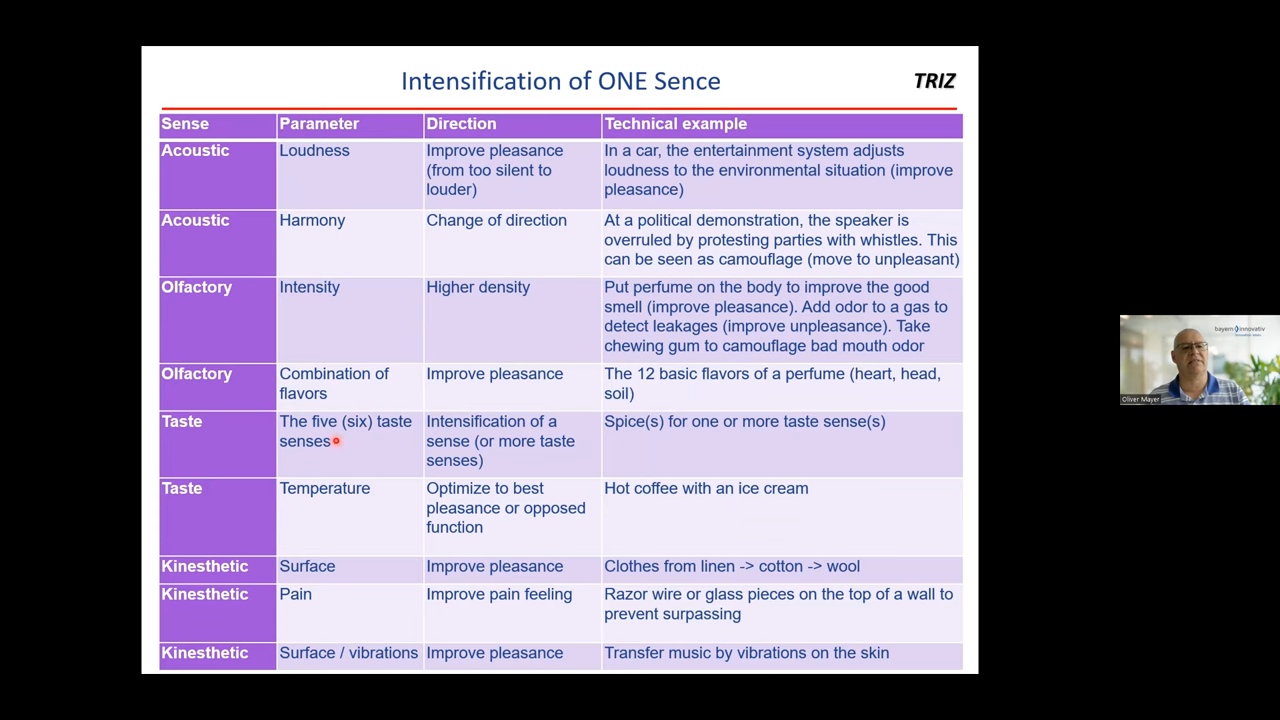 Intensification of ONE Sence
TRIZ
Sense Parameter Direction Technical example
Acoustic Loudness Improve pleasance In a car, the entertainment system adjusts
(from too silent to loudness to the environmental situation (improve
louder) pleasance)
Acoustic Harmony Change of direction At a political demonstration, the speaker is
overruled by protesting parties with whistles. This
can be seen as camouflage (move to unpleasant)
Olfactory Intensity Higher density Put perfume on the body to improve the good
smell (improve pleasance). Add odor to a gas to
detect leakages (improve unpleasance). Take
chewing gum to camouflage bad mouth odor
Olfactory Combination of Improve pleasance The 12 basic flavors of a perfume (heart, head,
flavors soil)
Taste The five (six) taste Intensification of a Spice(s) for one or more taste sense(s)
senses sense (or more taste
senses)
Taste Temperature Optimize to best Hot coffee with an ice cream
pleasance or opposed
function
Kinesthetic Surface Improve pleasance Clothes from linen -> cotton -> wool
Kinesthetic Pain Improve pain feeling Razor wire or glass pieces on the top of a wall to
prevent surpassing
Kinesthetic Surface / vibrations Improve pleasance Transfer music by vibrations on the skin
bayern innovativ
Oliver Mayer